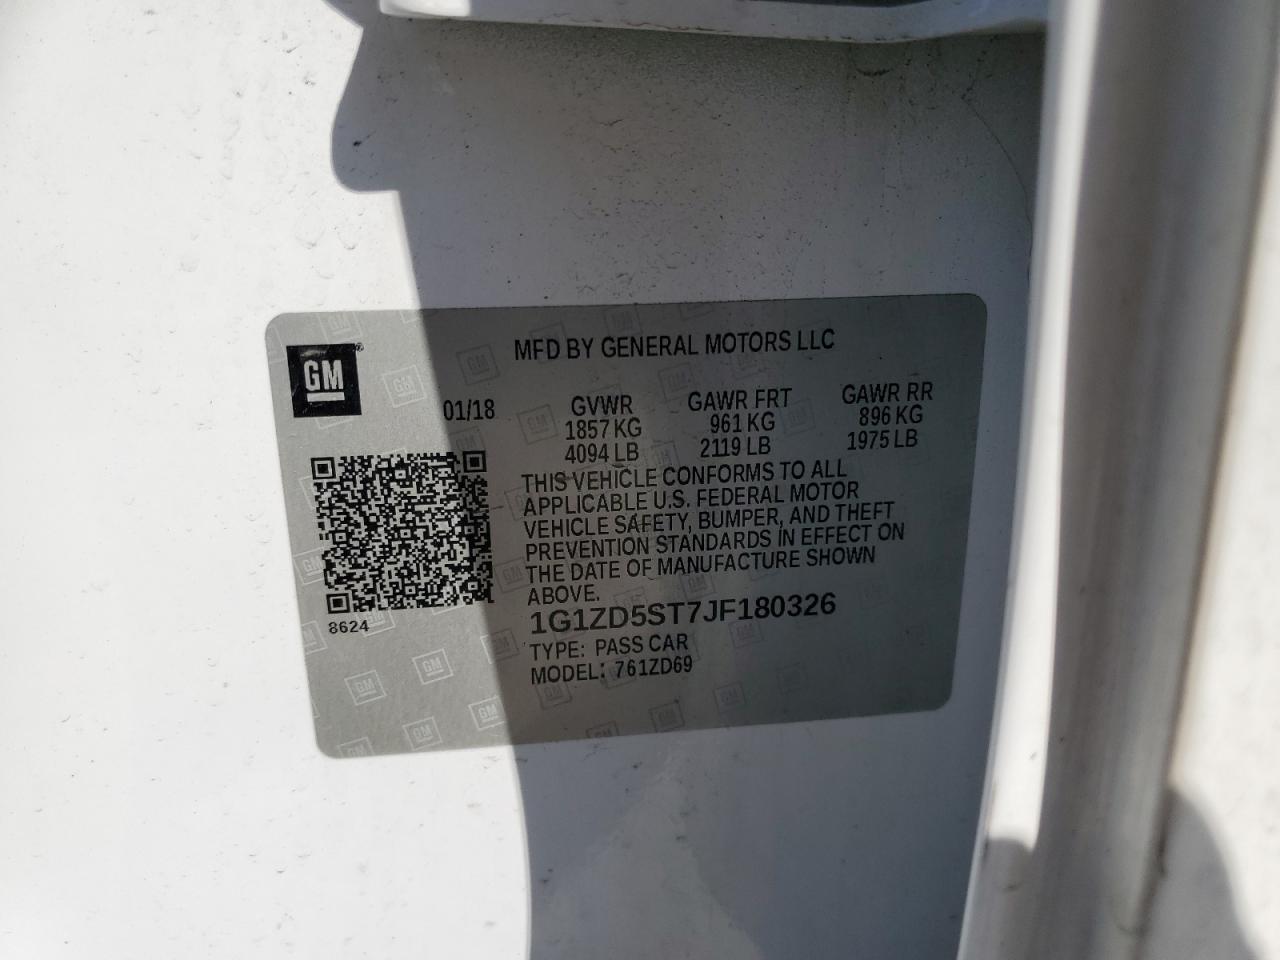 GM
MFD BY GENERAL MOTORS LLC
01/18 GVWR GAWR FRT GAWR RR
1857 KG 961 KG 896 KG
4094 LB 2119 LB 1975 LB
THIS VEHICLE CONFORMS TO ALL
APPLICABLE U.S. FEDERAL MOTOR
VEHICLE SAFETY, BUMPER, AND THEFT
PREVENTION STANDARDS IN EFFECT ON
THE DATE OF MANUFACTURE SHOWN
ABOVE.
8624
1G1ZD5ST7JF180326
TYPE: PASS CAR
MODEL: 761ZD69